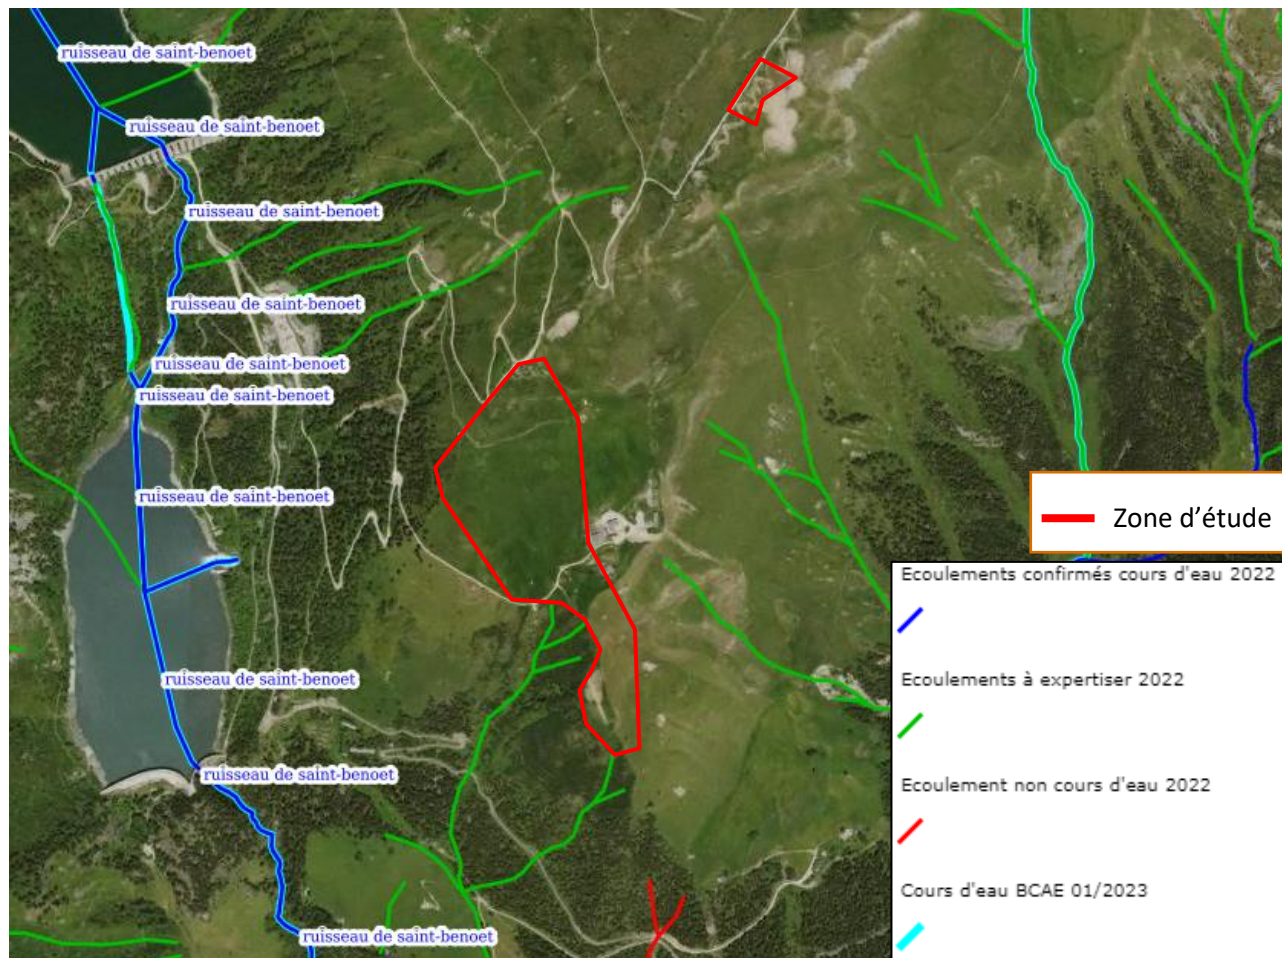 ruisseau de saint-benoet
ruisseau de saint-benoet
ruisseau de saint-benoet
ruisseau de saint-benoet
ruisseau de saint-benoet
ruisseau de saint-benoet
ruisseau de saint-benoet
ruisseau de saint-benoet
ruisseau de saint-benoet
ruisseau de saint-benoet
Zone d’étude
Ecoulements confirmés cours d'eau 2022
Ecoulements à expertiser 2022
Ecoulement non cours d'eau 2022
Cours d'eau BCAE 01/2023